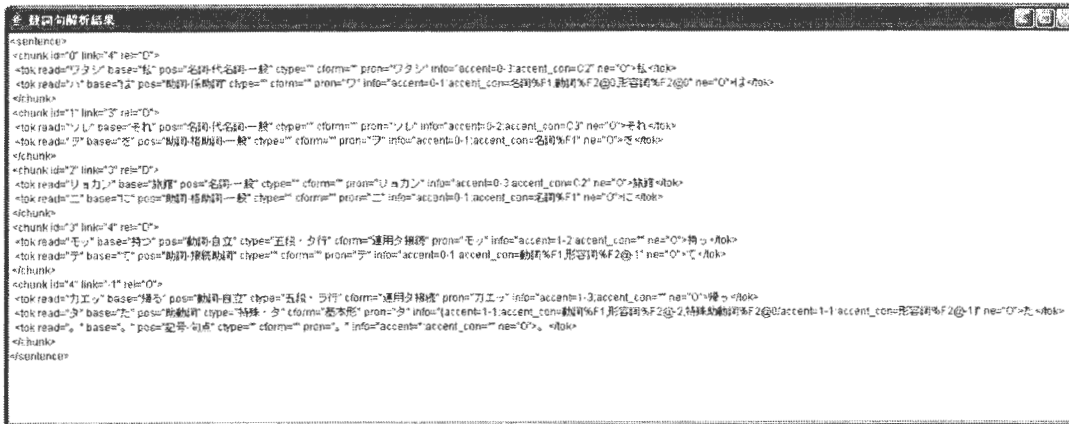 動詞句解析結果
<sentence>
<chunk id="0" link="4" rel="D">
<tok read="ワタシ" base="私" pos="名詞-代名詞-一般" ctype="" cform="" pron="ワタシ" info="accent=0-3:accent_con=C2" ne="O">私</tok>
<tok read="ハ" base="は" pos="助詞-係助詞" ctype="" cform="" pron="ワ" info="accent=0-1:accent_con=名詞%F1,動詞%F2@0,形容詞%F2@0" ne="O">は</tok>
</chunk>
<chunk id="1" link="3" rel="D">
<tok read="ソレ" base="それ" pos="名詞-代名詞-一般" ctype="" cform="" pron="ソレ" info="accent=0-2:accent_con=C3" ne="O">それ</tok>
<tok read="ヲ" base="を" pos="助詞-格助詞-一般" ctype="" cform="" pron="ヲ" info="accent=0-1:accent_con=名詞%F1" ne="O">を</tok>
</chunk>
<chunk id="2" link="3" rel="D">
<tok read="リョカン" base="旅館" pos="名詞-一般" ctype="" cform="" pron="リョカン" info="accent=0-3:accent_con=C2" ne="O">旅館</tok>
<tok read="ニ" base="に" pos="助詞-格助詞-一般" ctype="" cform="" pron="ニ" info="accent=0-1:accent_con=名詞%F1" ne="O">に</tok>
</chunk>
<chunk id="3" link="4" rel="D">
<tok read="モッ" base="持つ" pos="動詞-自立" ctype="五段・タ行" cform="連用タ接続" pron="モッ" info="accent=1-2:accent_con=" ne="O">持っ</tok>
<tok read="テ" base="て" pos="助詞-接続助詞" ctype="" cform="" pron="テ" info="accent=0-1:accent_con=動詞%F1,形容詞%F2@-1" ne="O">て</tok>
</chunk>
<chunk id="4" link="-1" rel="O">
<tok read="カエッ" base="帰る" pos="動詞-自立" ctype="五段・ラ行" cform="連用タ接続" pron="カエッ" info="accent=1-3:accent_con=" ne="O">帰っ</tok>
<tok read="タ" base="た" pos="助動詞" ctype="特殊・タ" cform="基本形" pron="タ" info="{accent=1-1:accent_con=動詞%F1,形容詞%F2@-2,特殊助動詞%F2@0/accent=1-1:accent_con=形容詞%F2@-1}" ne="O">た</tok>
<tok read="。" base="。" pos="記号-句点" ctype="" cform="" pron="。" info="accent=:accent_con=" ne="O">。</tok>
</chunk>
</sentence>